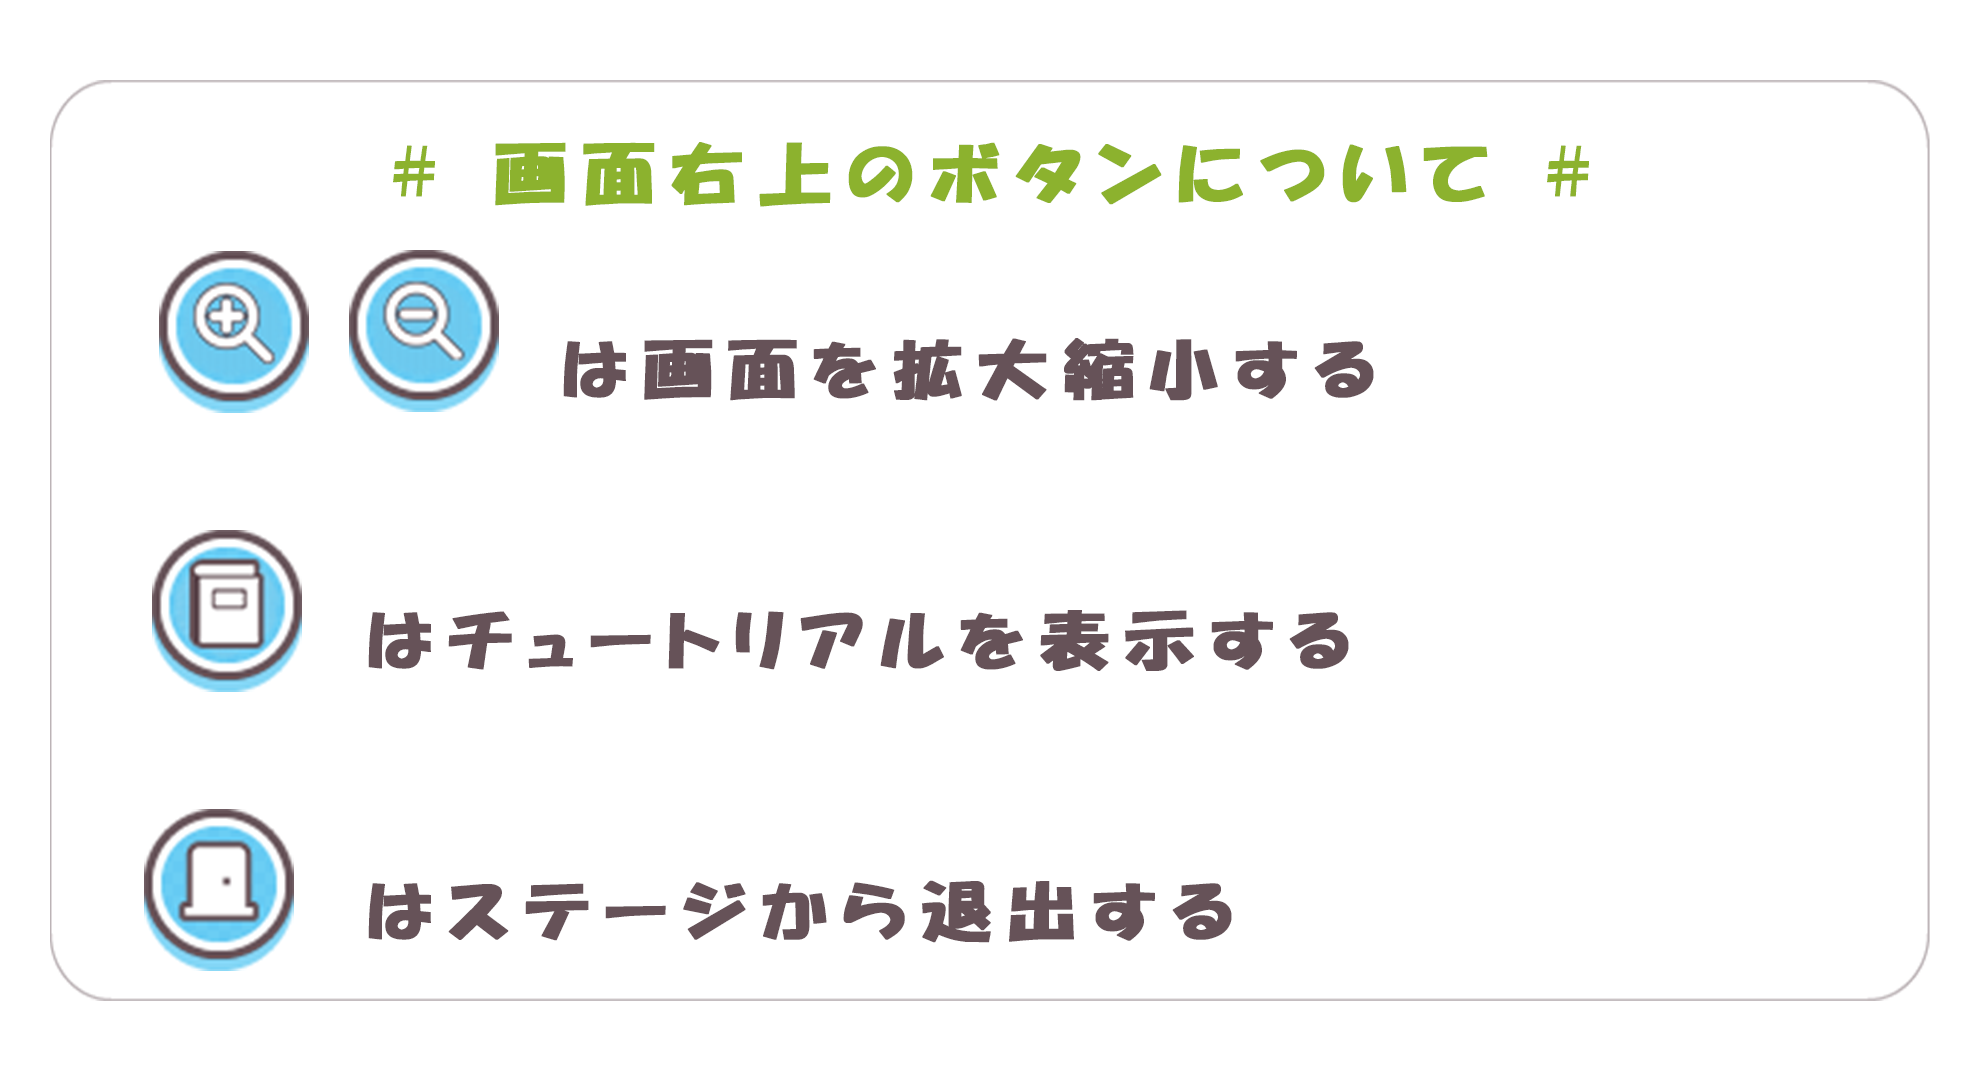 # 画面右上のボタンについて #
は画面を拡大縮小する
はチュートリアルを表示する
はステージから退出する